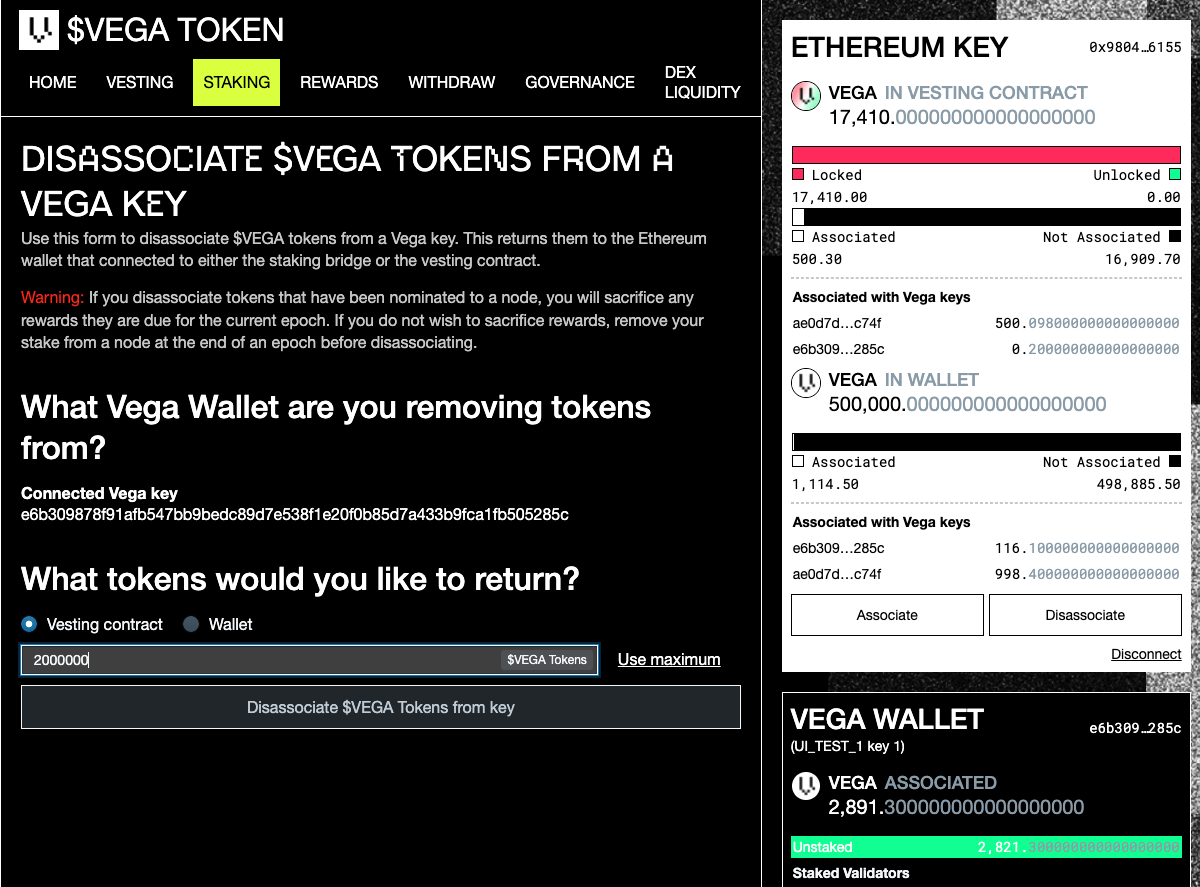 $VEGA TOKEN
HOME VESTING STAKING REWARDS WITHDRAW GOVERNANCE DEX LIQUIDITY
DISASSOCIATE $VEGA TOKENS FROM A
VEGA KEY
Use this form to disassociate $VEGA tokens from a Vega key. This returns them to the Ethereum
wallet that connected to either the staking bridge or the vesting contract.
Warning: If you disassociate tokens that have been nominated to a node, you will sacrifice any
rewards they are due for the current epoch. If you do not wish to sacrifice rewards, remove your
stake from a node at the end of an epoch before disassociating.
What Vega Wallet are you removing tokens
from?
Connected Vega key
e6b309878f91afb547bb9bedc89d7e538f1e20f0b85d7a433b9fca1fb505285c
What tokens would you like to return?
Vesting contract Wallet
2000000 $VEGA Tokens Use maximum
Disassociate $VEGA Tokens from key
ETHEREUM KEY 0x9804…6155
VEGA IN VESTING CONTRACT
17,410.000000000000000000
Locked Unlocked
17,410.00 0.00
Associated Not Associated
500.30 16,909.70
Associated with Vega keys
ae0d7d…c74f 500.098000000000000000
e6b309…285c 0.200000000000000000
VEGA IN WALLET
500,000.000000000000000000
Associated Not Associated
1,114.50 498,885.50
Associated with Vega keys
e6b309…285c 116.100000000000000000
ae0d7d…c74f 998.400000000000000000
Associate Disassociate
Disconnect
VEGA WALLET e6b309…285c
(UI_TEST_1 key 1)
VEGA ASSOCIATED
2,891.300000000000000000
Unstaked 2,821.300000000000000000
Staked Validators